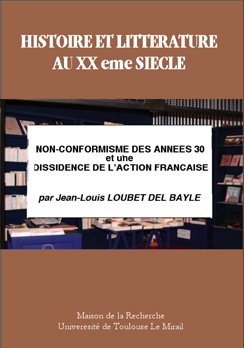 HISTOIRE ET LITTERATURE
AU XX eme SIECLE
NON-CONFORMISME DES ANNEES 30
et une
DISSIDENCE DE L'ACTION FRANCAISE
par Jean-Louis LOUBET DEL BAYLE
Maison de la Recherche
Univeresité de Toulouse Le Mirail